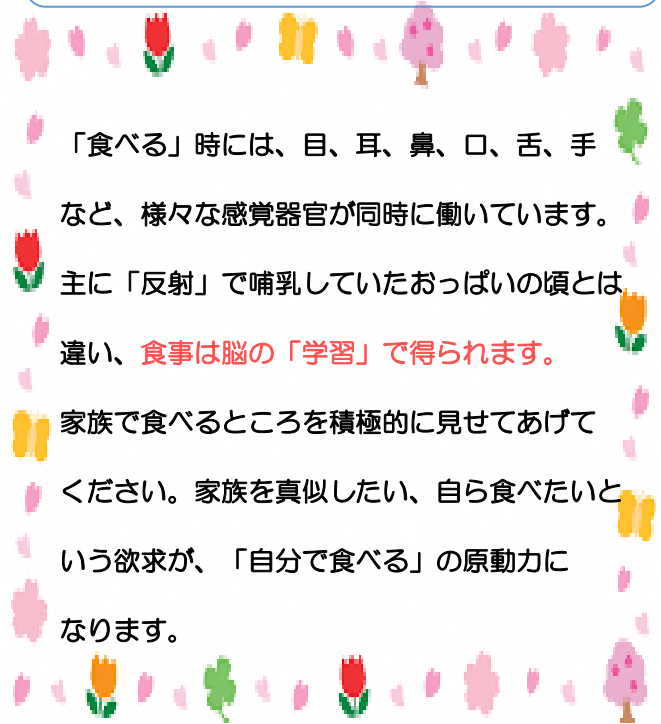 「食べる」時には、目、耳、鼻、口、舌、手
など、様々な感覚器官が同時に働いています。
主に「反射」で哺乳していたおっぱいの頃とは
違い、食事は脳の「学習」で得られます。
家族で食べるところを積極的に見せてあげて
ください。家族を真似したい、自ら食べたいと
いう欲求が、「自分で食べる」の原動力に
なります。